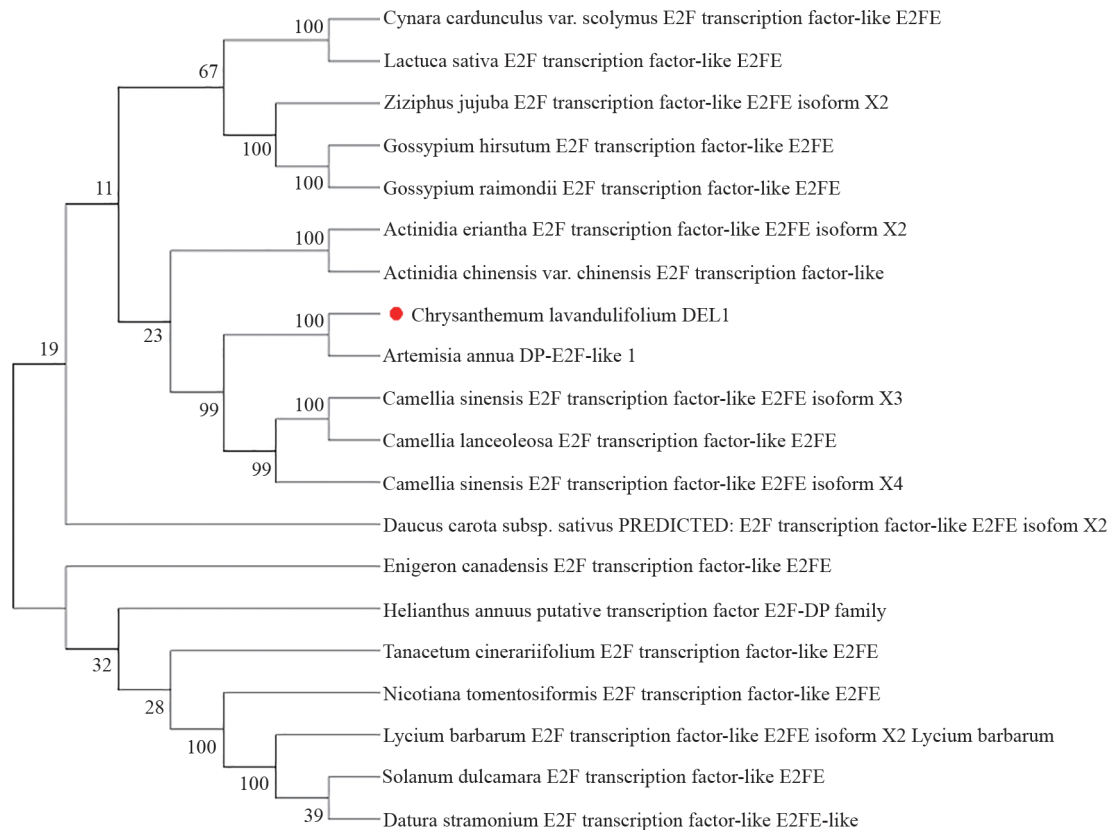 100
Cynara cardunculus var. scolymus E2F transcription factor-like E2FE
Lactuca sativa E2F transcription factor-like E2FE
67
Ziziphus jujuba E2F transcription factor-like E2FE isoform X2
100
Gossypium hirsutum E2F transcription factor-like E2FE
100
Gossypium raimondii E2F transcription factor-like E2FE
11
Actinidia eriantha E2F transcription factor-like E2FE isoform X2
100
Actinidia chinensis var. chinensis E2F transcription factor-like
Chrysanthemum lavandulifolium DEL1
100
23
Artemisia annua DP-E2F-like 1
19
Camellia sinensis E2F transcription factor-like E2FE isoform X3
100
99
Camellia lanceoleosa E2F transcription factor-like E2FE
99
Camellia sinensis E2F transcription factor-like E2FE isoform X4
Daucus carota subsp. sativus PREDICTED: E2F transcription factor-like E2FE isofom X2
Enigeron canadensis E2F transcription factor-like E2FE
Helianthus annuus putative transcription factor E2F-DP family
32
Tanacetum cinerariifolium E2F transcription factor-like E2FE
28
Nicotiana tomentosiformis E2F transcription factor-like E2FE
100
Lycium barbarum E2F transcription factor-like E2FE isoform X2 Lycium barbarum
100
Solanum dulcamara E2F transcription factor-like E2FE
39
Datura stramonium E2F transcription factor-like E2FE-like